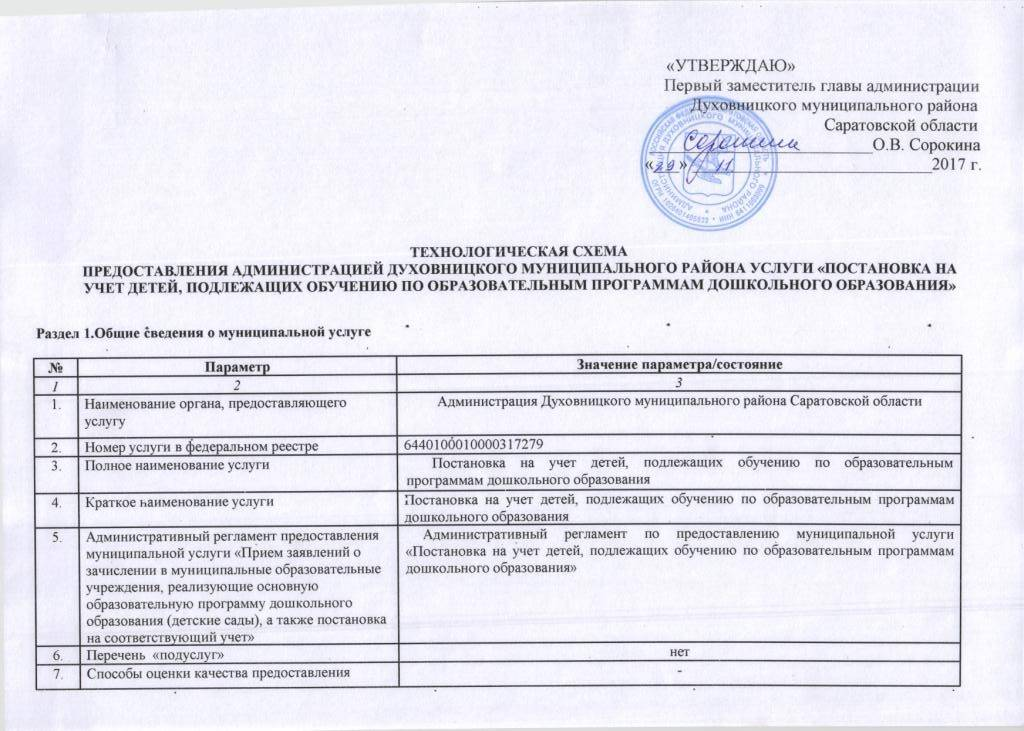 «УТВЕРЖДАЮ»
Первый заместитель главы администрации
Духовницкого муниципального района
Саратовской области
Сорокина О.В. Сорокина
«29» 11 2017 г.
ТЕХНОЛОГИЧЕСКАЯ СХЕМА
ПРЕДОСТАВЛЕНИЯ АДМИНИСТРАЦИЕЙ ДУХОВНИЦКОГО МУНИЦИПАЛЬНОГО РАЙОНА УСЛУГИ «ПОСТАНОВКА НА
УЧЕТ ДЕТЕЙ, ПОДЛЕЖАЩИХ ОБУЧЕНИЮ ПО ОБРАЗОВАТЕЛЬНЫМ ПРОГРАММАМ ДОШКОЛЬНОГО ОБРАЗОВАНИЯ»
Раздел 1.Общие сведения о муниципальной услуге
№ Параметр Значение параметра/состояние
1 2 3
1. Наименование органа, предоставляющего Администрация Духовницкого муниципального района Саратовской области
услугу
2. Номер услуги в федеральном реестре 6440100010000317279
3. Полное наименование услуги Постановка на учет детей, подлежащих обучению по образовательным
программам дошкольного образования
4. Краткое наименование услуги Постановка на учет детей, подлежащих обучению по образовательным программам
дошкольного образования
5. Административный регламент предоставления Административный регламент по предоставлению муниципальной услуги
муниципальной услуги «Прием заявлений о «Постановка на учет детей, подлежащих обучению по образовательным программам
зачислении в муниципальные образовательные дошкольного образования»
учреждения, реализующие основную
образовательную программу дошкольного
образования (детские сады), а также постановка
на соответствующий учет»
6. Перечень «подуслуг» нет
7. Способы оценки качества предоставления -